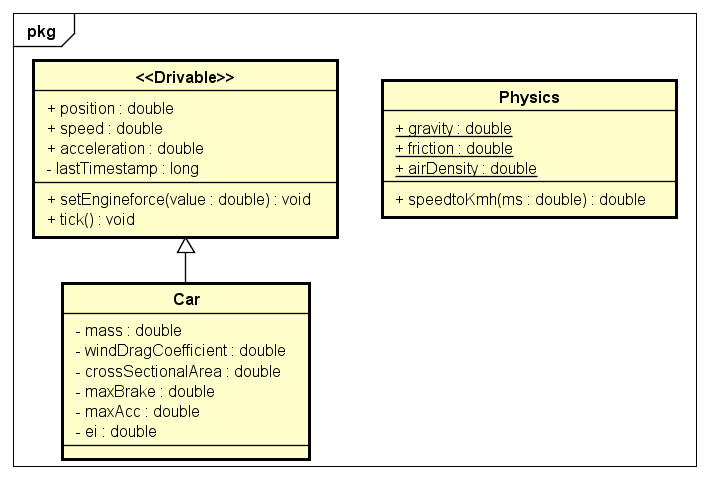 pkg
<<Drivable>>
+ position : double
+ speed : double
+ acceleration : double
- lastTimestamp : long
+ setEngineforce(value : double) : void
+ tick() : void
Physics
+ gravity : double
+ friction : double
+ airDensity : double
+ speedtoKmh(ms : double) : double
Car
- mass : double
- windDragCoefficient : double
- crossSectionalArea : double
- maxBrake : double
- maxAcc : double
- ei : double